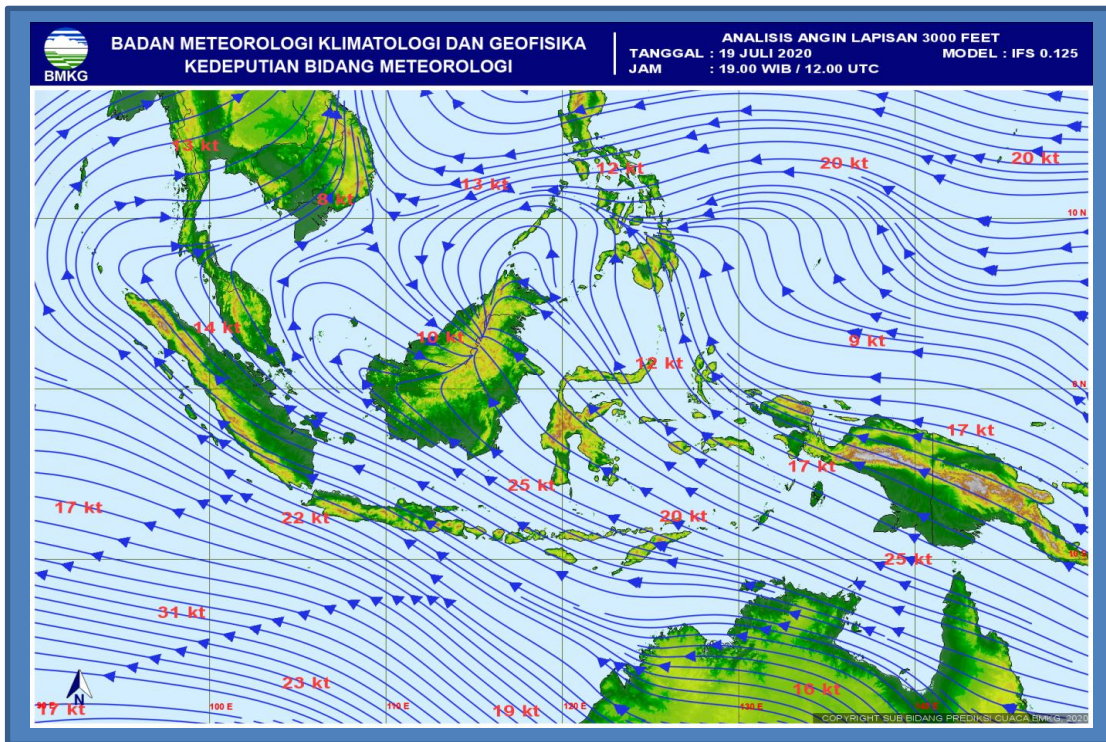 BMKG
BADAN METEOROLOGI KLIMATOLOGI DAN GEOFISIKA
KEDEPUTIAN BIDANG METEOROLOGI
ANALISIS ANGIN LAPISAN 3000 FEET
TANGGAL : 19 JULI 2020 MODEL : IFS 0.125
JAM : 19.00 WIB / 12.00 UTC
13 kt
12 kt
20 kt
20 kt
13 kt
8 kt
10 N
14 kt
10 kt
9 kt
12 kt
0 N
17 kt
17 kt
25 kt
17 kt
22 kt
20 kt
25 kt
10 S
31 kt
23 kt
16 kt
N
17 kt
100 E
110 E
19 kt
120 E
130 E
COPYRIGHT SUB BIDANG PREDIKSI CUACA BMKG, 2020